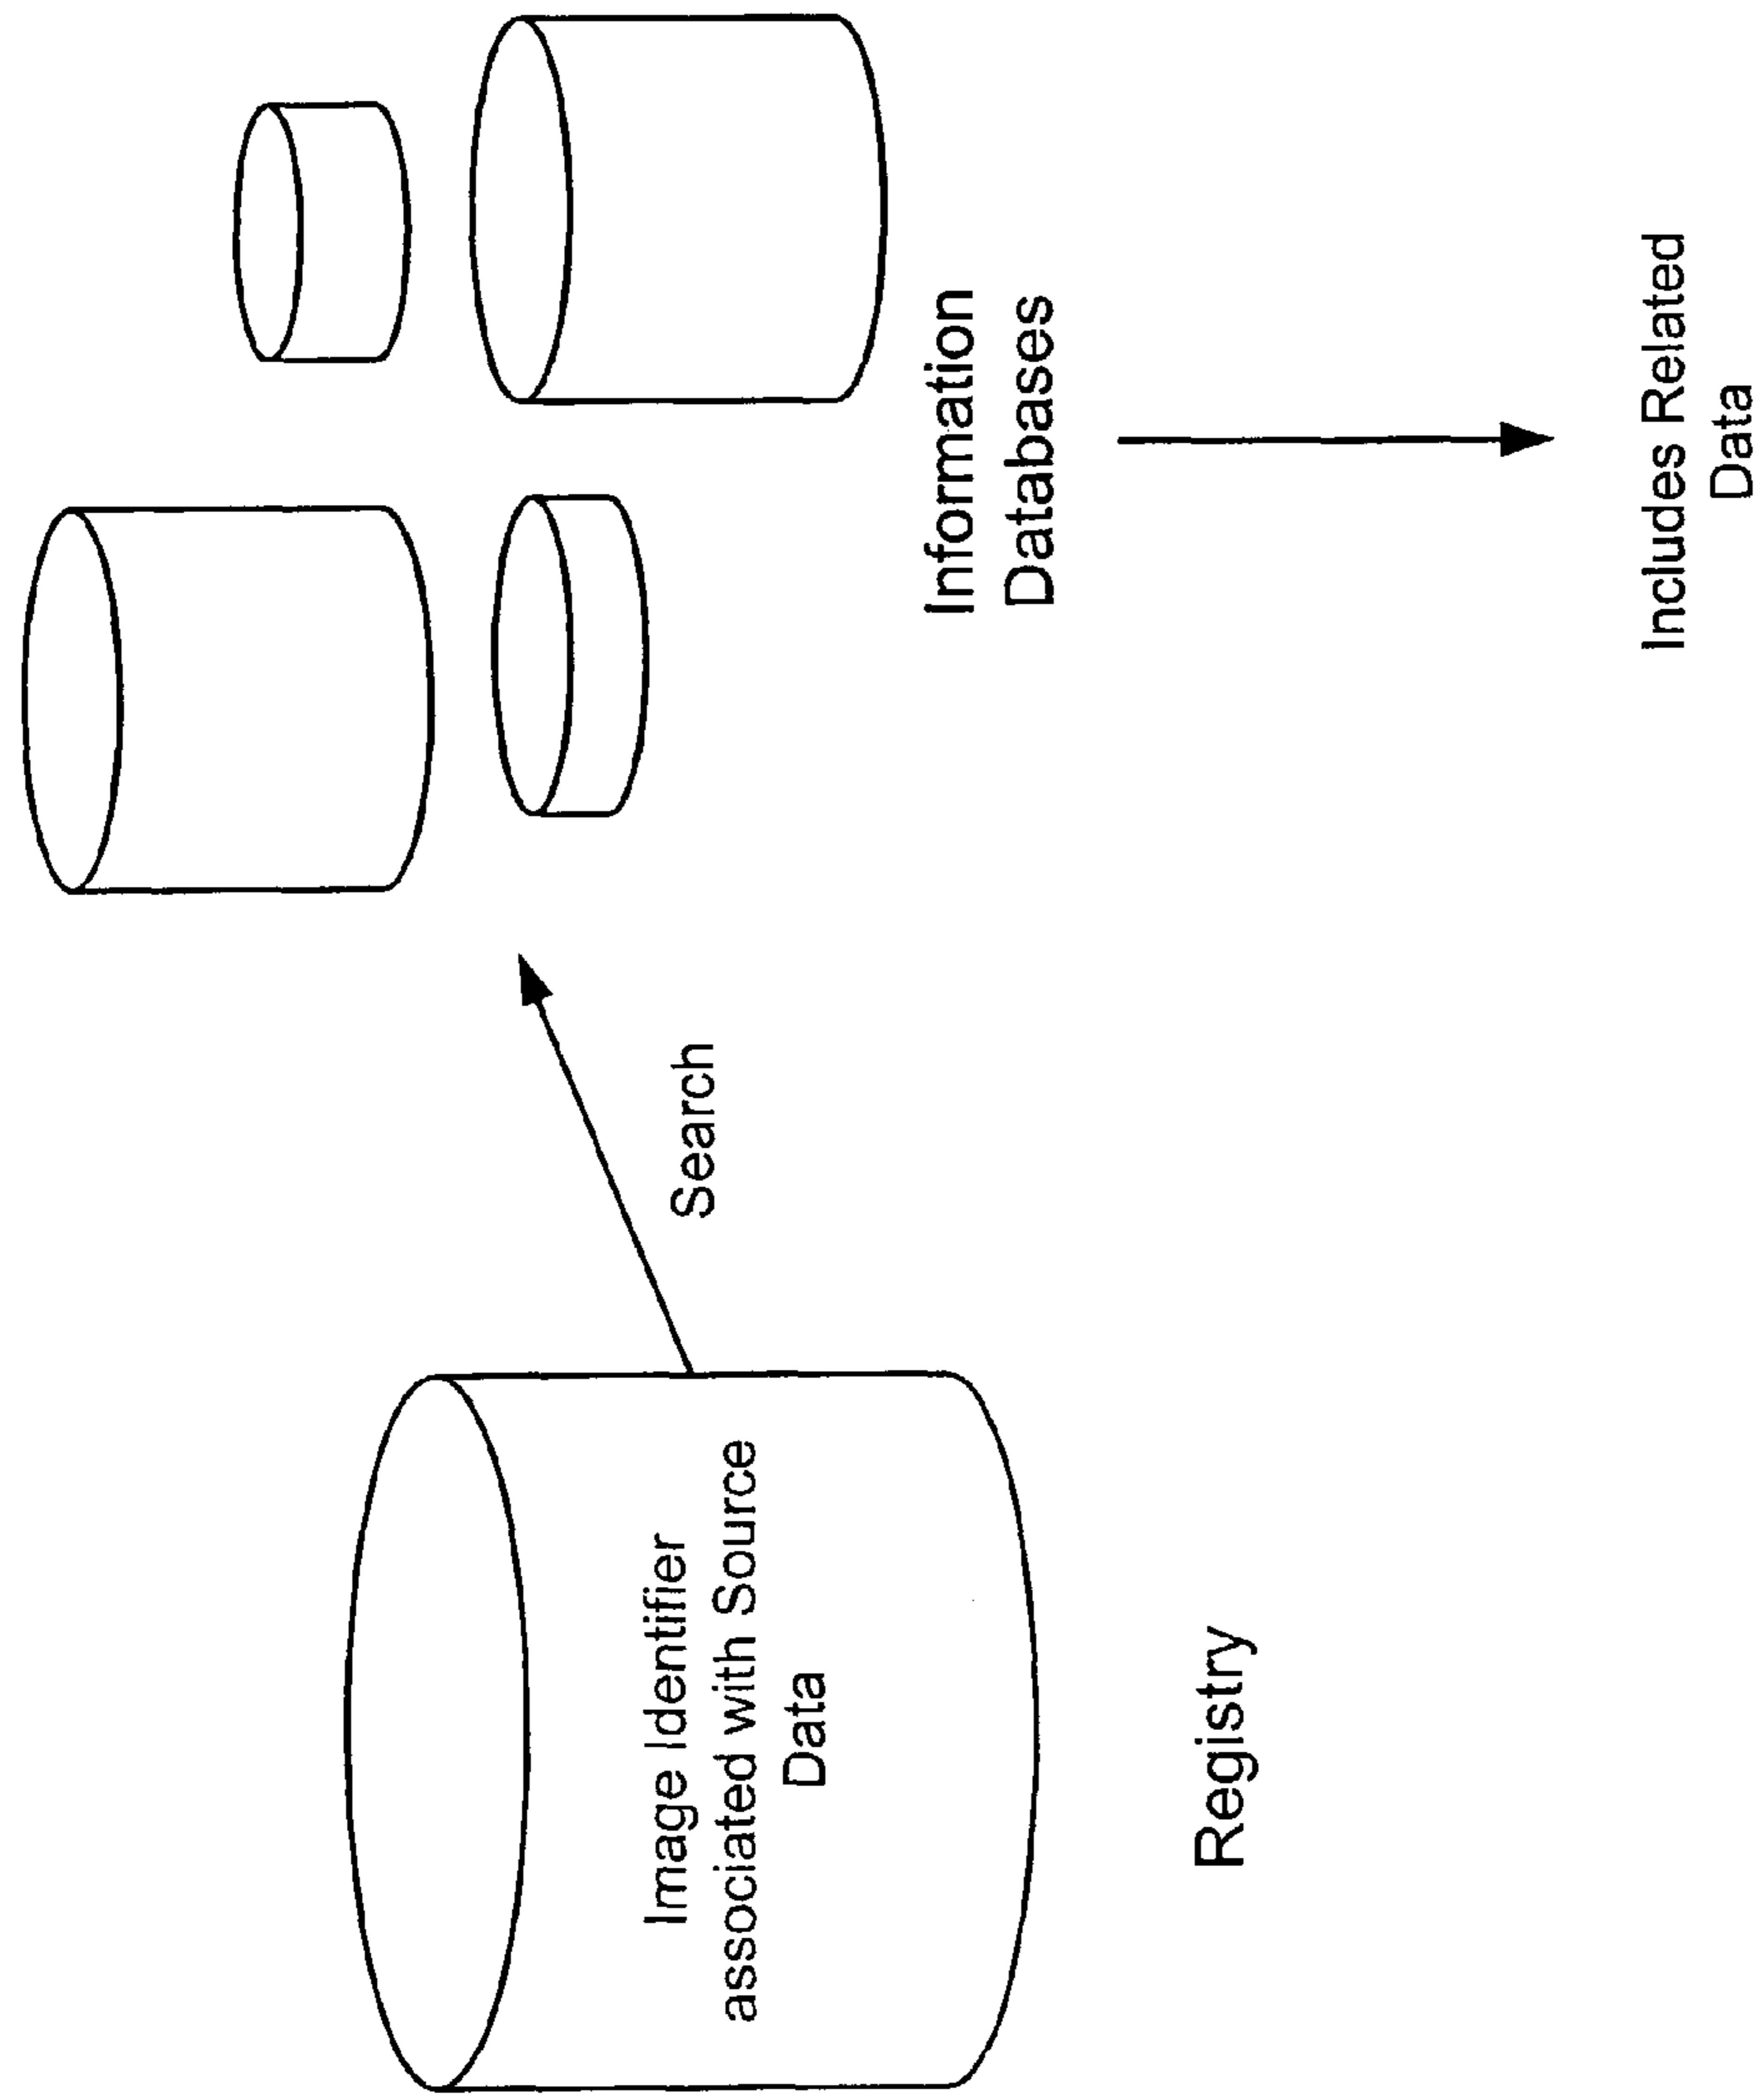 Image Identifier
associated with Source
Data
Registry
Search
Information
Databases
Includes Related
Data